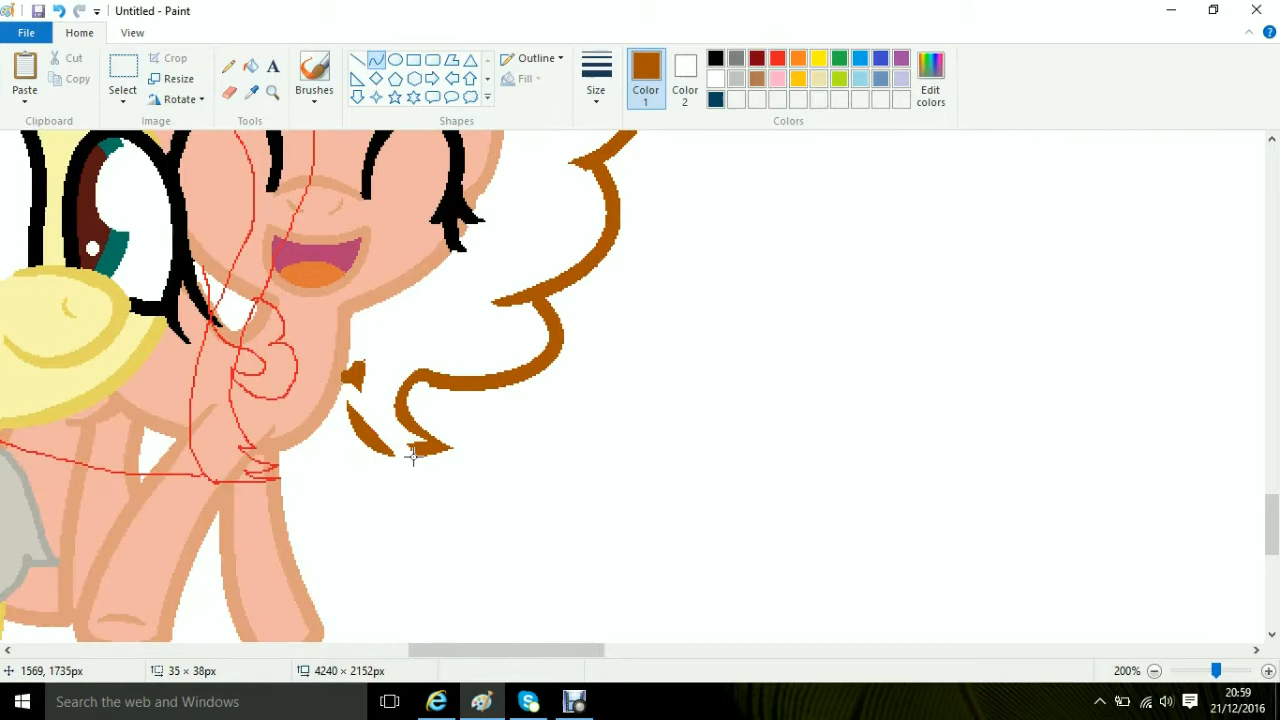 Untitled - Paint
File Home View
Paste
Cut
Copy
Clipboard
Select
Crop
Resize
Rotate
Image
A
Tools
Brushes
Outline
Fill
Shapes
Size
Color 1
Color 2
Edit colors
Colors
1569, 1735px
35 × 38px
4240 × 2152px
200%
Search the web and Windows
20:59
21/12/2016